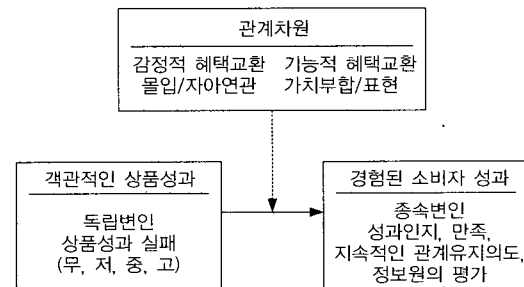 관계차원
감정적 혜택교환 기능적 혜택교환
몰입/자아연관 가치부합/표현
객관적인 상품성과
독립변인
상품성과 실패
(무, 저, 중, 고)
경험된 소비자 성과
종속변인
성과인지, 만족,
지속적인 관계유지의도,
정보원의 평가